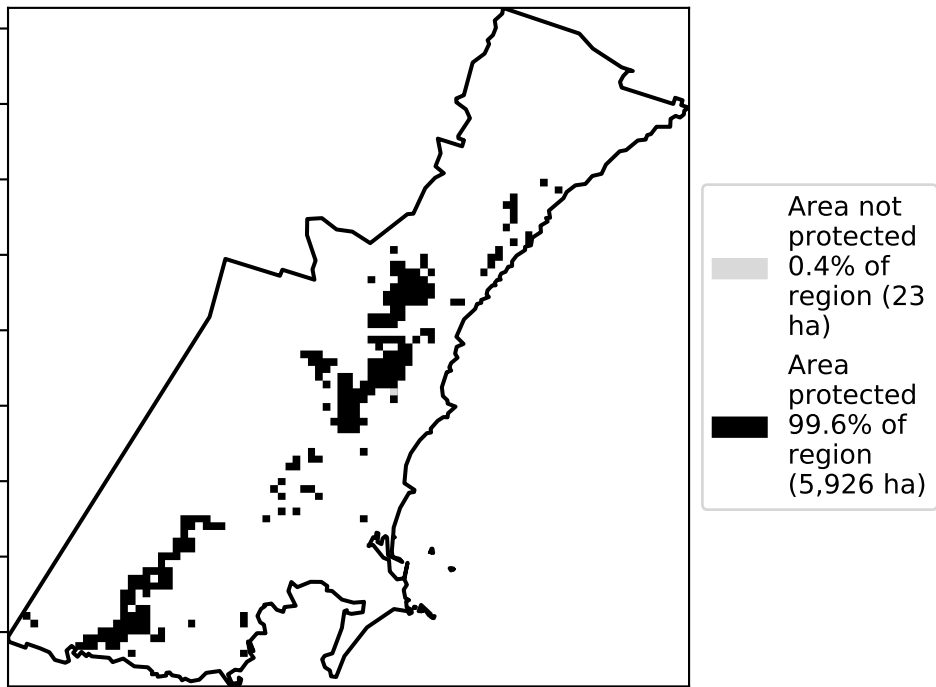 Area not
protected
0.4% of
region (23
ha)
Area
protected
99.6% of
region
(5,926 ha)